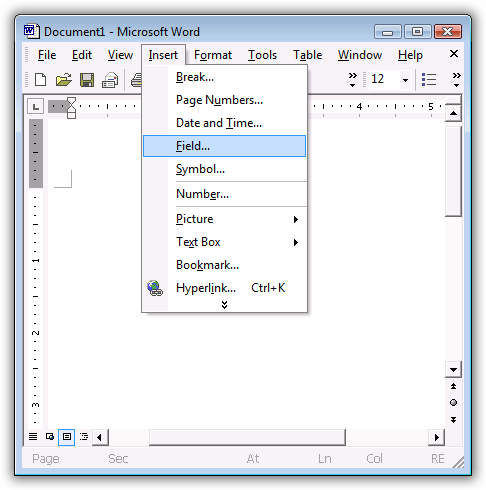 Document1 - Microsoft Word
File Edit View Insert Format Tools Table Window Help
12
Break...
Page Numbers...
Date and Time...
Field...
Symbol...
Number...
Picture
Text Box
Bookmark...
Hyperlink... Ctrl+K
4 5
1
2
3
Page Sec At Ln Col RE